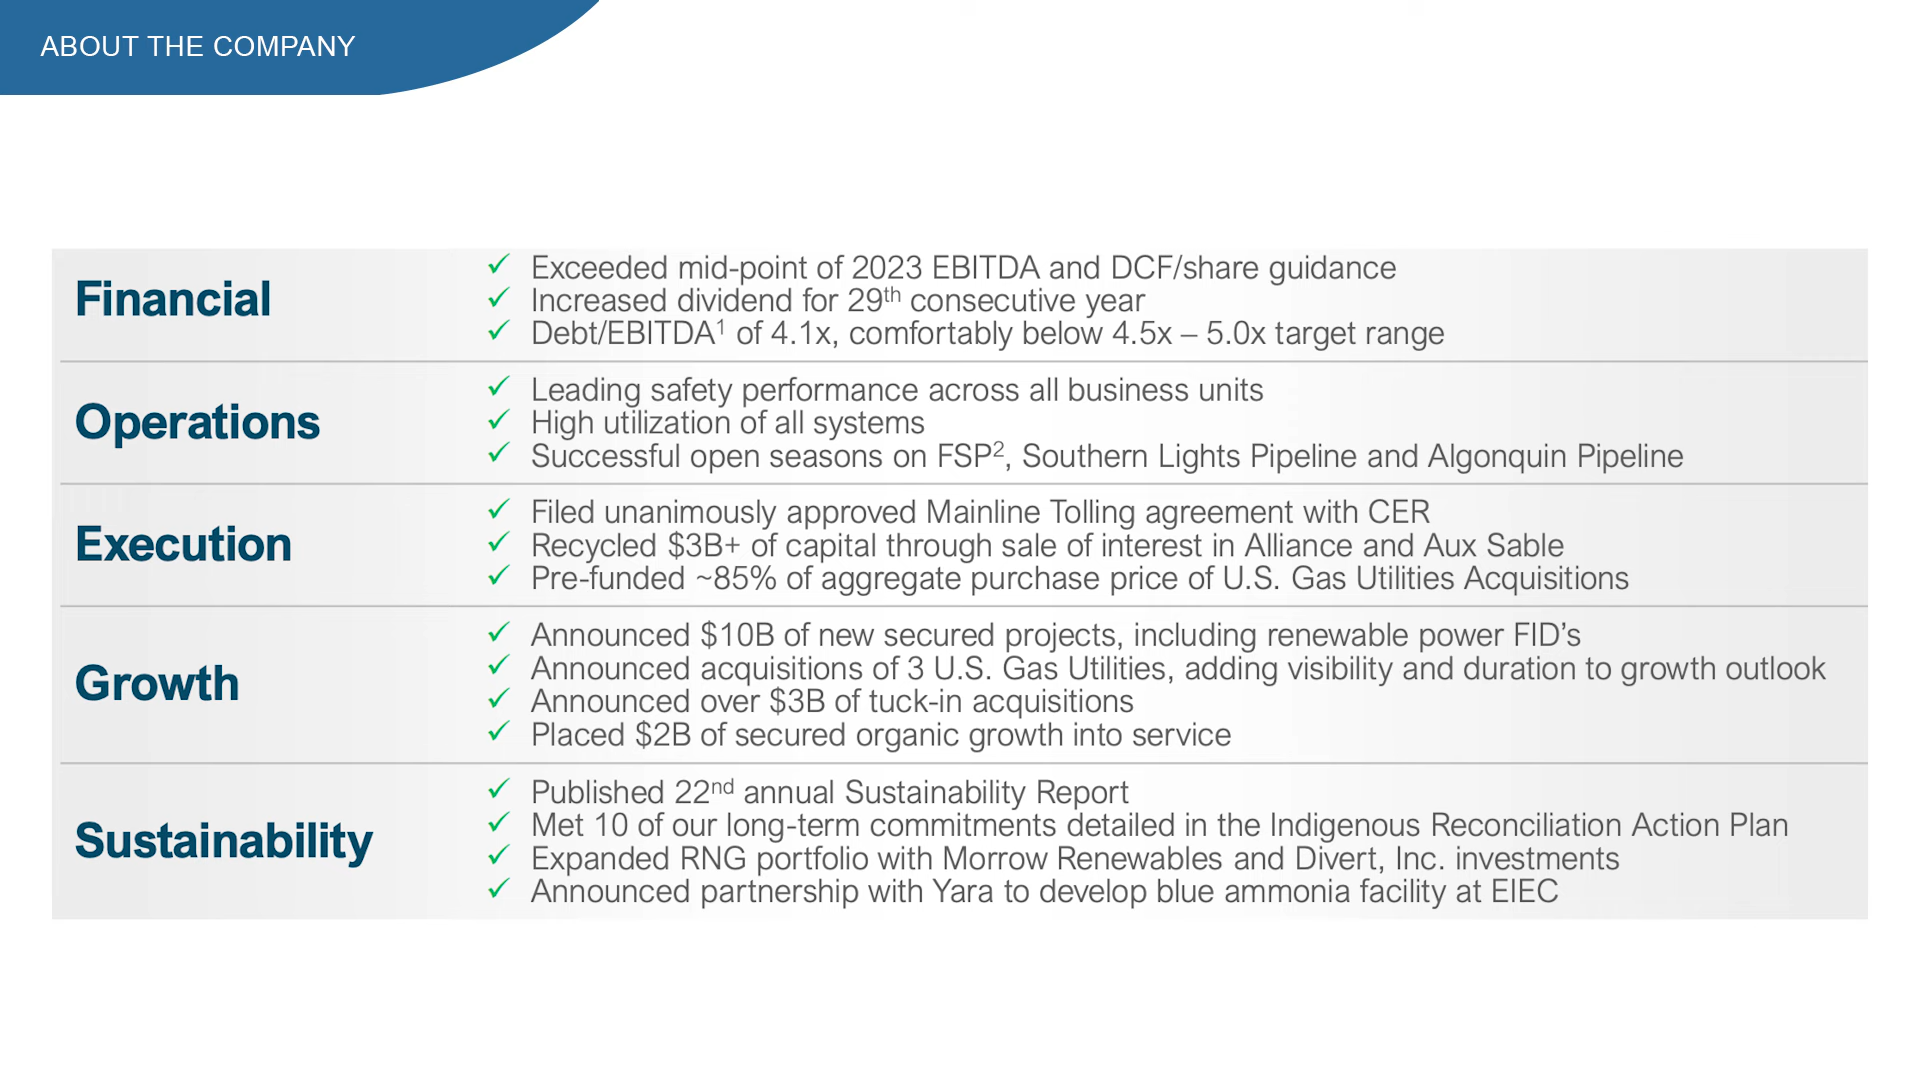 ABOUT THE COMPANY
Financial
✓ Exceeded mid-point of 2023 EBITDA and DCF/share guidance
✓ Increased dividend for 29th consecutive year
✓ Debt/EBITDA1 of 4.1x, comfortably below 4.5x – 5.0x target range
Operations
✓ Leading safety performance across all business units
✓ High utilization of all systems
✓ Successful open seasons on FSP2, Southern Lights Pipeline and Algonquin Pipeline
Execution
✓ Filed unanimously approved Mainline Tolling agreement with CER
✓ Recycled $3B+ of capital through sale of interest in Alliance and Aux Sable
✓ Pre-funded ~85% of aggregate purchase price of U.S. Gas Utilities Acquisitions
Growth
✓ Announced $10B of new secured projects, including renewable power FID’s
✓ Announced acquisitions of 3 U.S. Gas Utilities, adding visibility and duration to growth outlook
✓ Announced over $3B of tuck-in acquisitions
✓ Placed $2B of secured organic growth into service
Sustainability
✓ Published 22nd annual Sustainability Report
✓ Met 10 of our long-term commitments detailed in the Indigenous Reconciliation Action Plan
✓ Expanded RNG portfolio with Morrow Renewables and Divert, Inc. investments
✓ Announced partnership with Yara to develop blue ammonia facility at EIEC